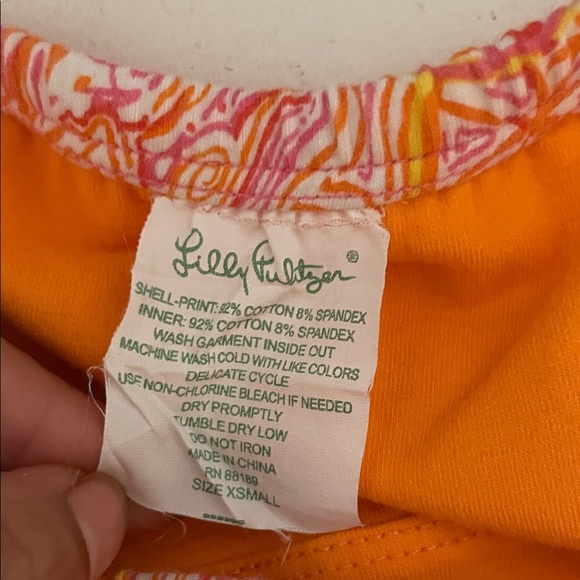 Lilly Pulitzer®
SHELL-PRINT: 92% COTTON 8% SPANDEX
INNER: 92% COTTON 8% SPANDEX
WASH GARMENT INSIDE OUT
MACHINE WASH COLD WITH LIKE COLORS
DELICATE CYCLE
USE NON-CHLORINE BLEACH IF NEEDED
DRY PROMPTLY
TUMBLE DRY LOW
DO NOT IRON
MADE IN CHINA
RN 88189
SIZE XSMALL